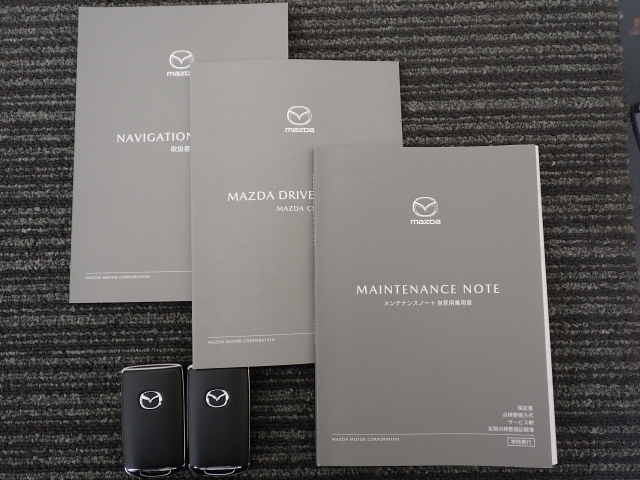 mazda
NAVIGATION
取扱書
MAZDA MOTOR CORPORATION
mazda
MAZDA DRIVE
MAZDA C
MAZDA MOTOR CORPORATION
mazda
MAINTENANCE NOTE
メンテナンスノート 自家用乗用車
保証書
点検整備方式
サービス網
定期点検整備記録簿
MAZDA MOTOR CORPORATION